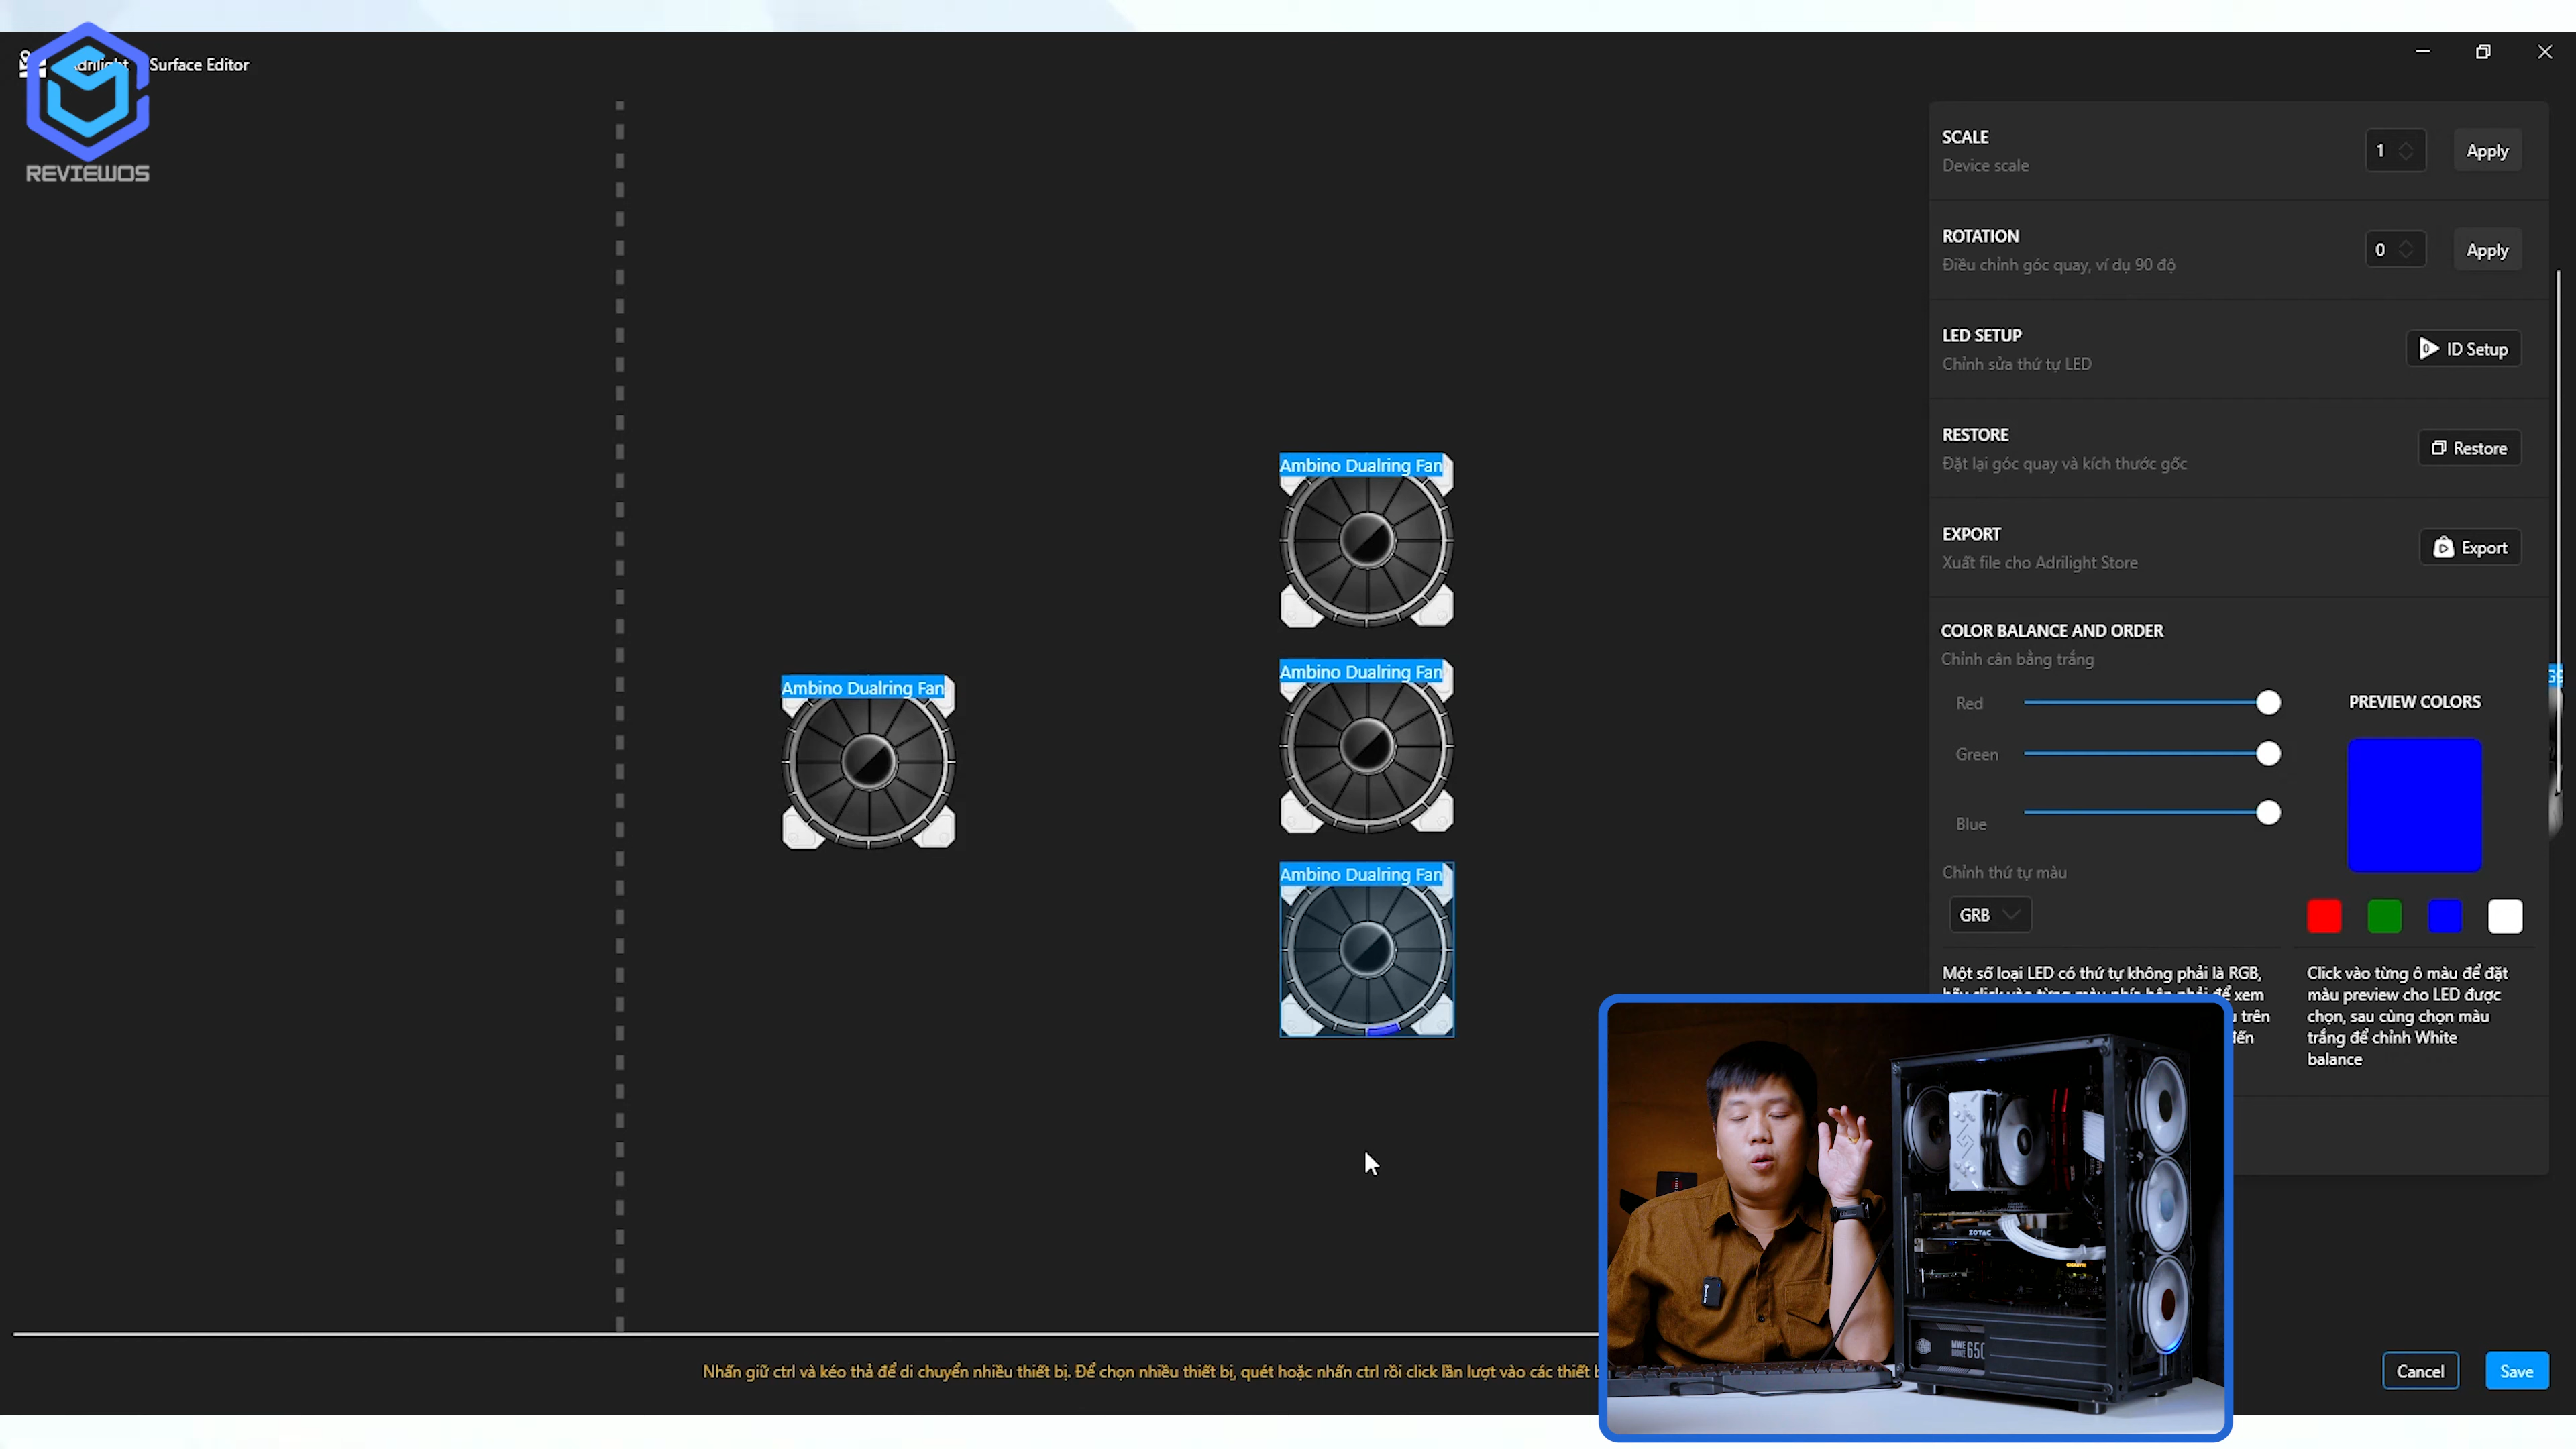 Surface Editor
REVIEWOS
SCALE
Device scale
1
Apply
ROTATION
Điều chỉnh góc quay, ví dụ 90 độ
0
Apply
LED SETUP
Chỉnh sửa thứ tự LED
ID Setup
RESTORE
Đặt lại góc quay và kích thước gốc
Restore
EXPORT
Xuất file cho Adrilight Store
Export
COLOR BALANCE AND ORDER
Chỉnh cân bằng trắng
Red
Green
Blue
PREVIEW COLORS
Chỉnh thứ tự màu
GRB
Một số loại LED có thứ tự không phải là RGB,
trên
đến
Click vào từng ô màu để đặt
màu preview cho LED được
chọn, sau cùng chọn màu
trắng để chỉnh White
balance
Ambino Dualring Fan
Ambino Dualring Fan
Ambino Dualring Fan
Ambino Dualring Fan
ZOTAC
MWE
650
Nhấn giữ ctrl và kéo thả để di chuyển nhiều thiết bị. Để chọn nhiều thiết bị, quét hoặc nhấn ctrl rồi click lần lượt vào các thiết
Cancel
Save